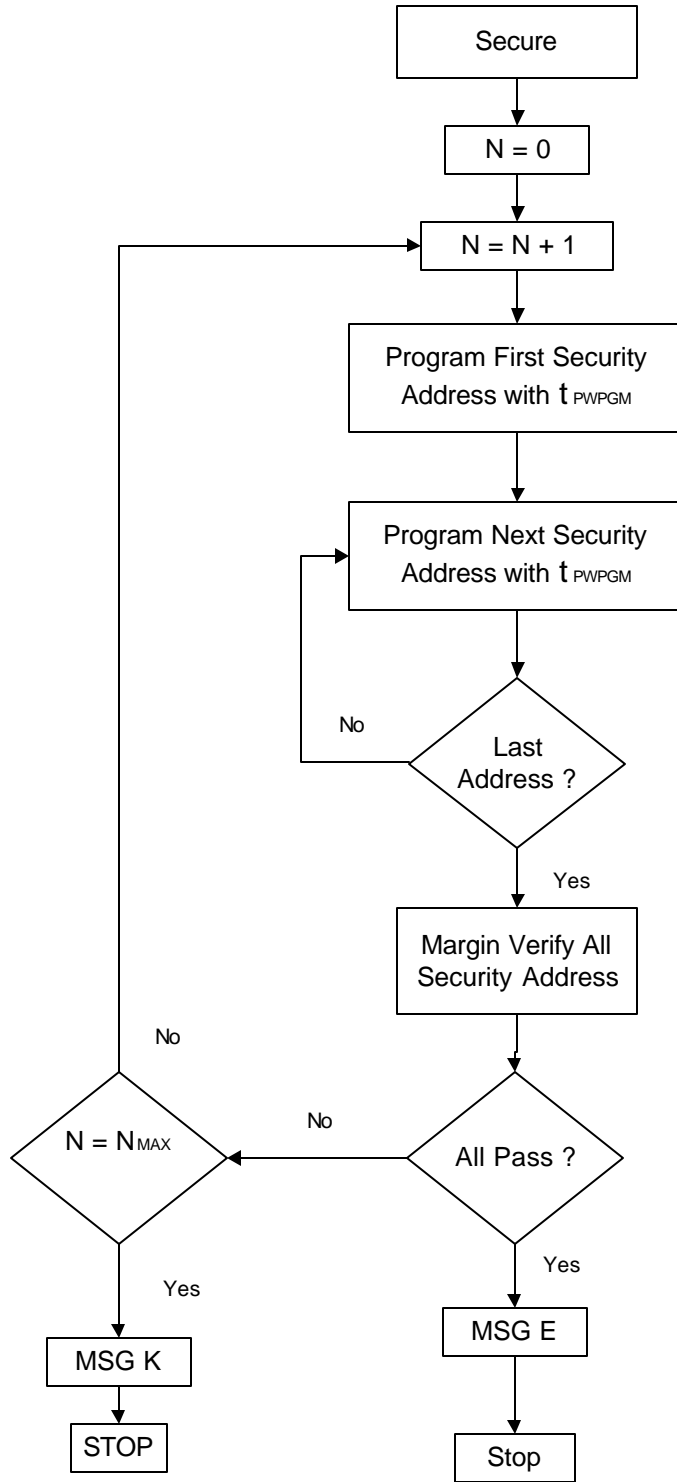 Secure
N = 0
N = N + 1
Program First Security
Address with t PWPGM
Program Next Security
Address with t PWPGM
No
Last
Address ?
Yes
Margin Verify All
Security Address
No
N = NMAX
No
All Pass ?
Yes
Yes
MSG K
MSG E
STOP
Stop